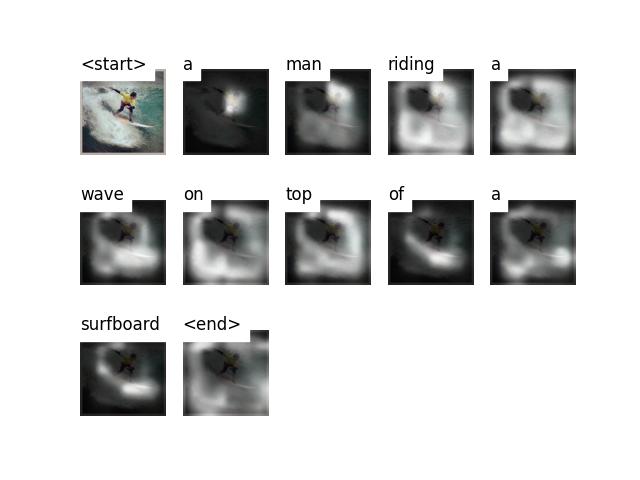 <start> a man riding a
wave on top of a
surfboard <end>